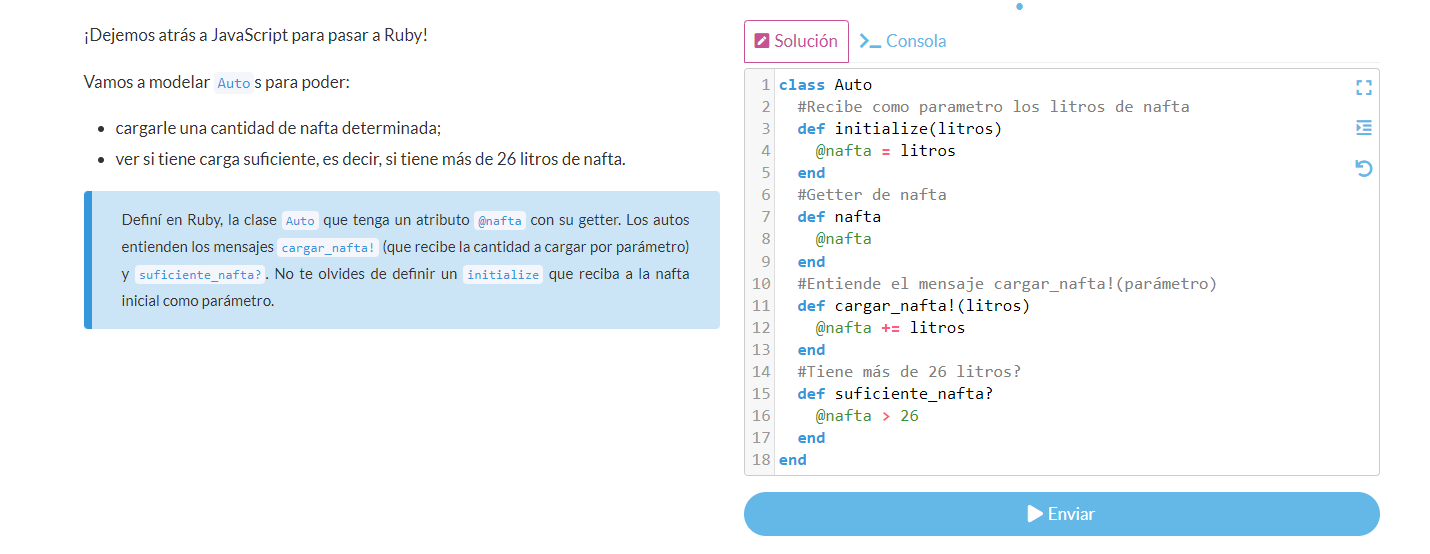 ¡Dejemos atrás a JavaScript para pasar a Ruby!
Vamos a modelar Auto s para poder:
• cargarle una cantidad de nafta determinada;
• ver si tiene carga suficiente, es decir, si tiene más de 26 litros de nafta.
Definí en Ruby, la clase Auto que tenga un atributo @nafta con su getter. Los autos
entienden los mensajes cargar_nafta! (que recibe la cantidad a cargar por parámetro)
y suficiente_nafta?. No te olvides de definir un initialize que reciba a la nafta
inicial como parámetro.
Solución
Consola
1 class Auto
2   #Recibe como parametro los litros de nafta
3   def initialize(litros)
4     @nafta = litros
5   end
6   #Getter de nafta
7   def nafta
8     @nafta
9   end
10   #Entiende el mensaje cargar_nafta!(parámetro)
11   def cargar_nafta!(litros)
12     @nafta += litros
13   end
14   #Tiene más de 26 litros?
15   def suficiente_nafta?
16     @nafta > 26
17   end
18 end
Enviar